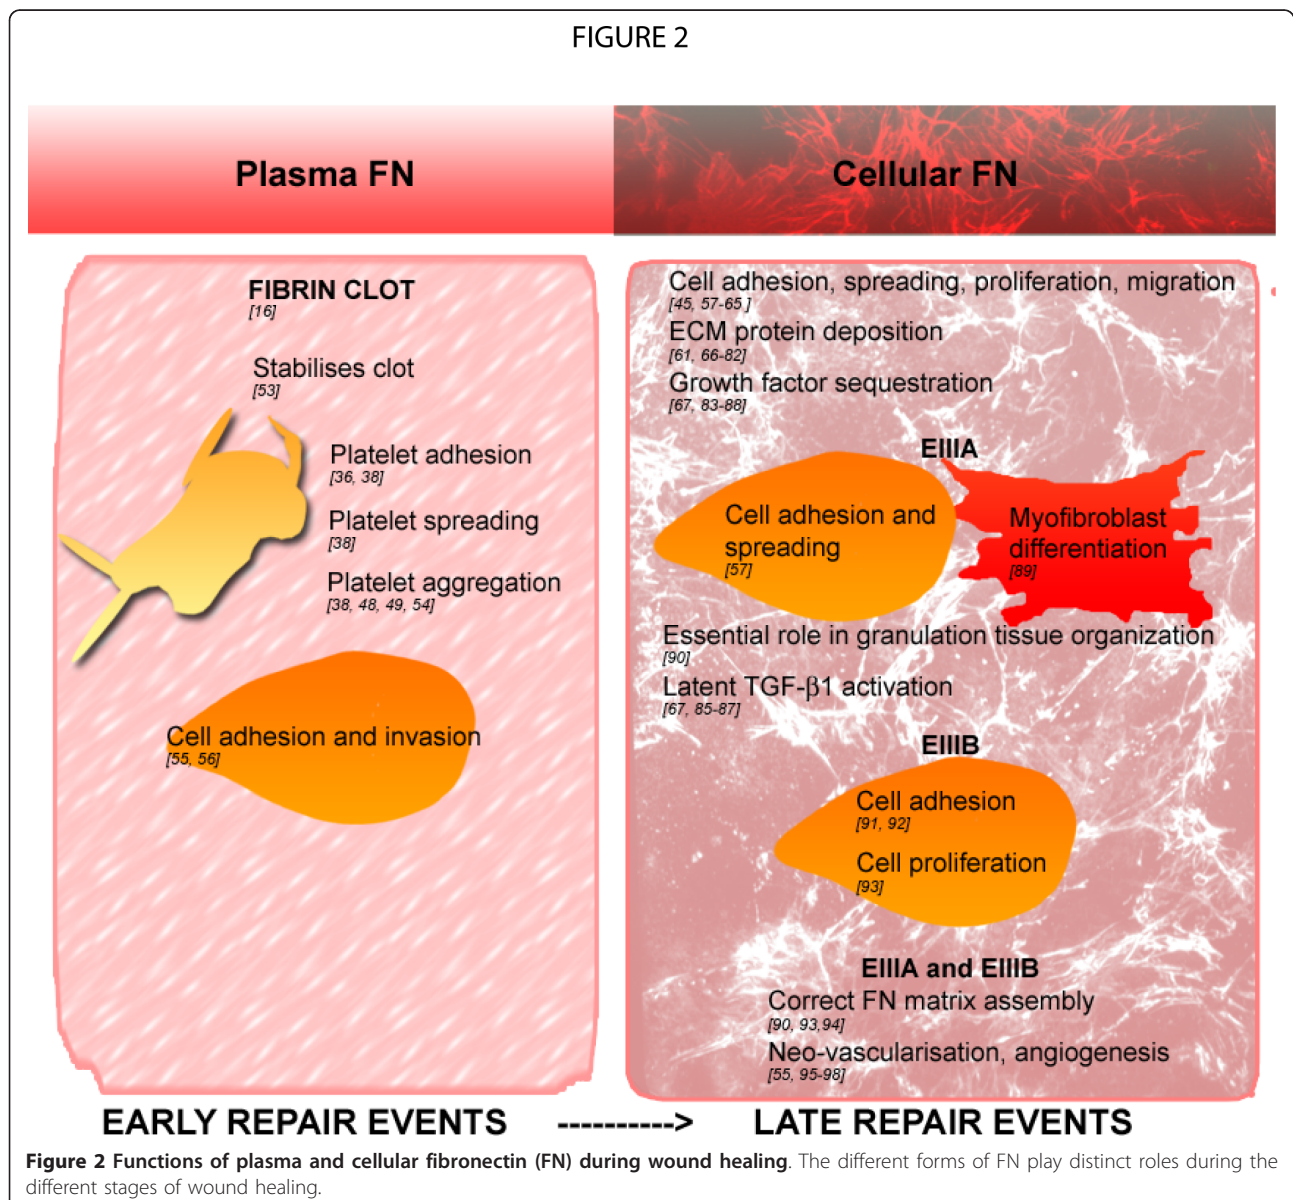 FIGURE 2
Plasma FN
Cellular FN
FIBRIN CLOT
[16]
Stabilises clot
[53]
Platelet adhesion
[36, 38]
Platelet spreading
[38]
Platelet aggregation
[38, 48, 49, 54]
Cell adhesion and invasion
[55, 56]
Cell adhesion, spreading, proliferation, migration
[45, 57-65 ]
ECM protein deposition
[61, 66-82]
Growth factor sequestration
[67, 83-88]
EIIIA
Cell adhesion and
spreading
[57]
Myofibroblast
differentiation
[89]
Essential role in granulation tissue organization
[90]
Latent TGF-β1 activation
[67, 85-87]
EIIIB
Cell adhesion
[91, 92]
Cell proliferation
[93]
EIIIA and EIIIB
Correct FN matrix assembly
[90, 93,94]
Neo-vascularisation, angiogenesis
[55, 95-98]
EARLY REPAIR EVENTS ----------> LATE REPAIR EVENTS
Figure 2 Functions of plasma and cellular fibronectin (FN) during wound healing. The different forms of FN play distinct roles during the
different stages of wound healing.